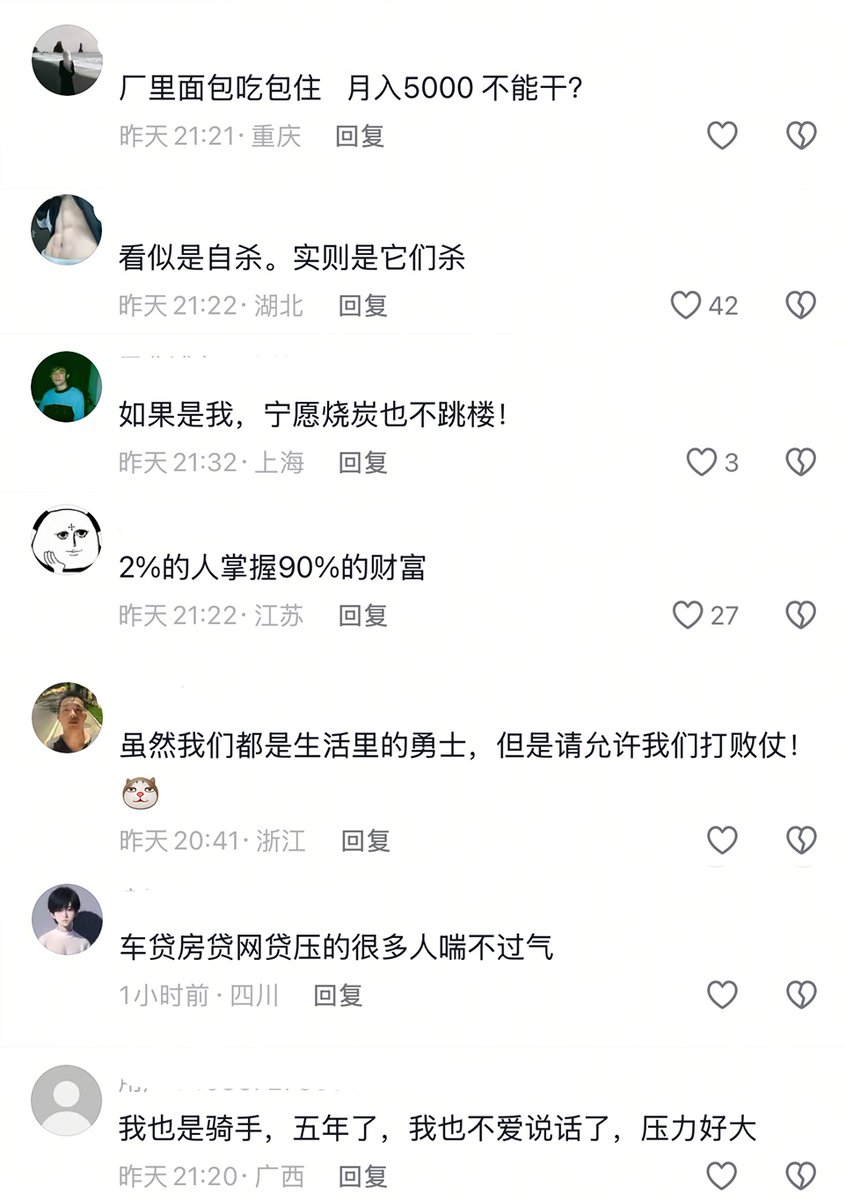 厂里面包吃包住 月入5000 不能干？
昨天 21:21 · 重庆 回复
看似是自杀。实则是它们杀
昨天 21:22 · 湖北 回复 42
如果是我，宁愿烧炭也不跳楼！
昨天 21:32 · 上海 回复 3
2%的人掌握90%的财富
昨天 21:22 · 江苏 回复 27
虽然我们都是生活里的勇士，但是请允许我们打败仗！
昨天 20:41 · 浙江 回复
车贷房贷网贷压的很多人喘不过气
1小时前 · 四川 回复
我也是骑手，五年了，我也不爱说话了，压力好大
昨天 21:20 · 广西 回复